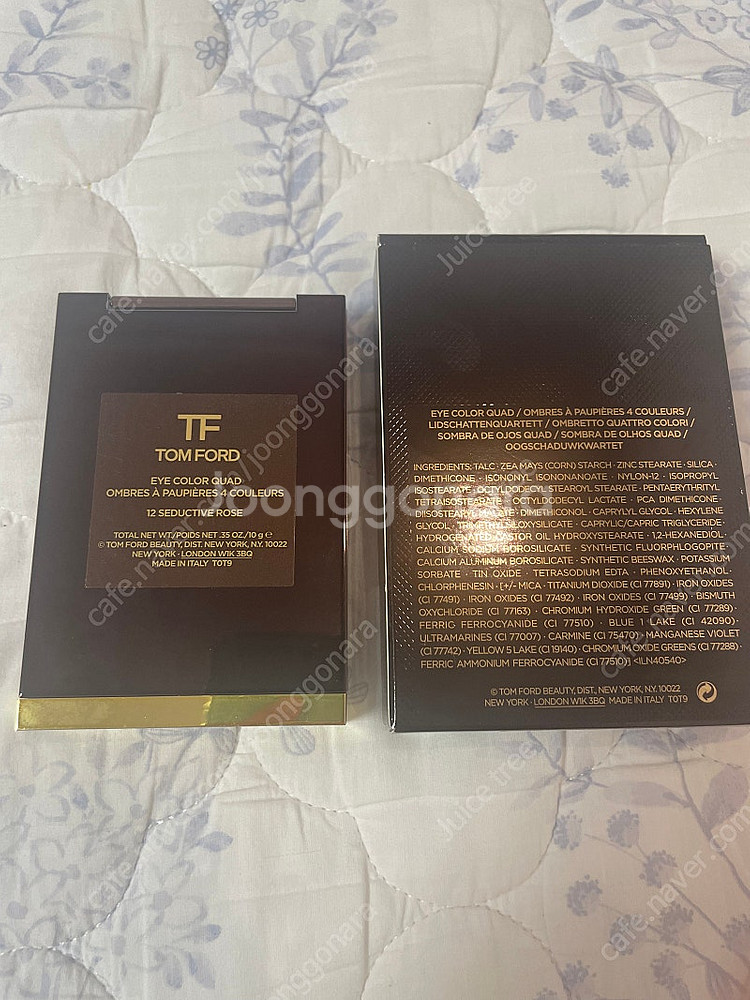 TF
TOM FORD
EYE COLOR QUAD
OMBRES À PAUPIÈRES 4 COULEURS
12 SEDUCTIVE ROSE
TOTAL NET WT./POIDS NET .35 OZ./10 g ℮
© TOM FORD BEAUTY, DIST. NEW YORK, N.Y. 10022
NEW YORK · LONDON W1K 3BQ
MADE IN ITALY T0T9
EYE COLOR QUAD / OMBRES À PAUPIÈRES 4 COULEURS /
LIDSCHATTENQUARTETT / OMBRETTO QUATTRO COLORI /
SOMBRA DE OJOS QUAD / SOMBRA DE OLHOS QUAD /
OOGSCHADUWKWARTET
INGREDIENTS: TALC · ZEA MAYS (CORN) STARCH · ZINC STEARATE · SILICA ·
DIMETHICONE · ISONONYL ISONONANOATE · NYLON-12 · ISOPROPYL
ISOSTEARATE · OCTYLDODECYL STEAROYL STEARATE · PENTAERYTHRITYL
TETRAISOSTEARATE · OCTYLDODECYL LACTATE · PCA DIMETHICONE ·
DIISOSTEARYL MALATE · DIMETHICONOL · CAPRYLYL GLYCOL · HEXYLENE
GLYCOL · TRIMETHYLSILOXYSILICATE · CAPRYLIC/CAPRIC TRIGLYCERIDE ·
HYDROGENATED CASTOR OIL HYDROXYSTEARATE · 1,2-HEXANEDIOL ·
CALCIUM SODIUM BOROSILICATE · SYNTHETIC FLUORPHLOGOPITE ·
CALCIUM ALUMINUM BOROSILICATE · SYNTHETIC BEESWAX · POTASSIUM
SORBATE · TIN OXIDE · TETRASODIUM EDTA · PHENOXYETHANOL ·
CHLORPHENESIN · [+/- MICA · TITANIUM DIOXIDE (CI 77891) · IRON OXIDES
(CI 77491) · IRON OXIDES (CI 77492) · IRON OXIDES (CI 77499) · BISMUTH
OXYCHLORIDE (CI 77163) · CHROMIUM HYDROXIDE GREEN (CI 77289) ·
FERRIC FERROCYANIDE (CI 77510) · BLUE 1 LAKE (CI 42090) ·
ULTRAMARINES (CI 77007) · CARMINE (CI 75470) · MANGANESE VIOLET
(CI 77742) · YELLOW 5 LAKE (CI 19140) · CHROMIUM OXIDE GREENS (CI 77288) ·
FERRIC AMMONIUM FERROCYANIDE (CI 77510)] <ILN40540>
© TOM FORD BEAUTY, DIST. NEW YORK, N.Y. 10022
NEW YORK · LONDON W1K 3BQ MADE IN ITALY T0T9
joonggonara
cafe.naver.com/joonggonara
Juice tree